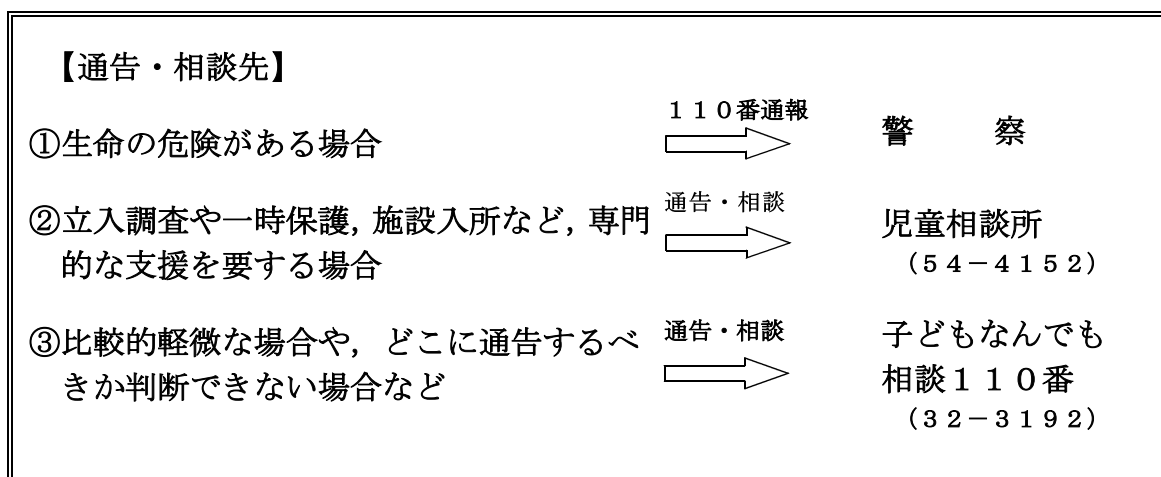 【通告・相談先】
①生命の危険がある場合
１１０番通報
警　　察
②立入調査や一時保護，施設入所など，専門
的な支援を要する場合
通告・相談
児童相談所
（５４－４１５２）
③比較的軽微な場合や，どこに通告するべ
きか判断できない場合など
通告・相談
子どもなんでも
相談１１０番
（３２－３１９２）